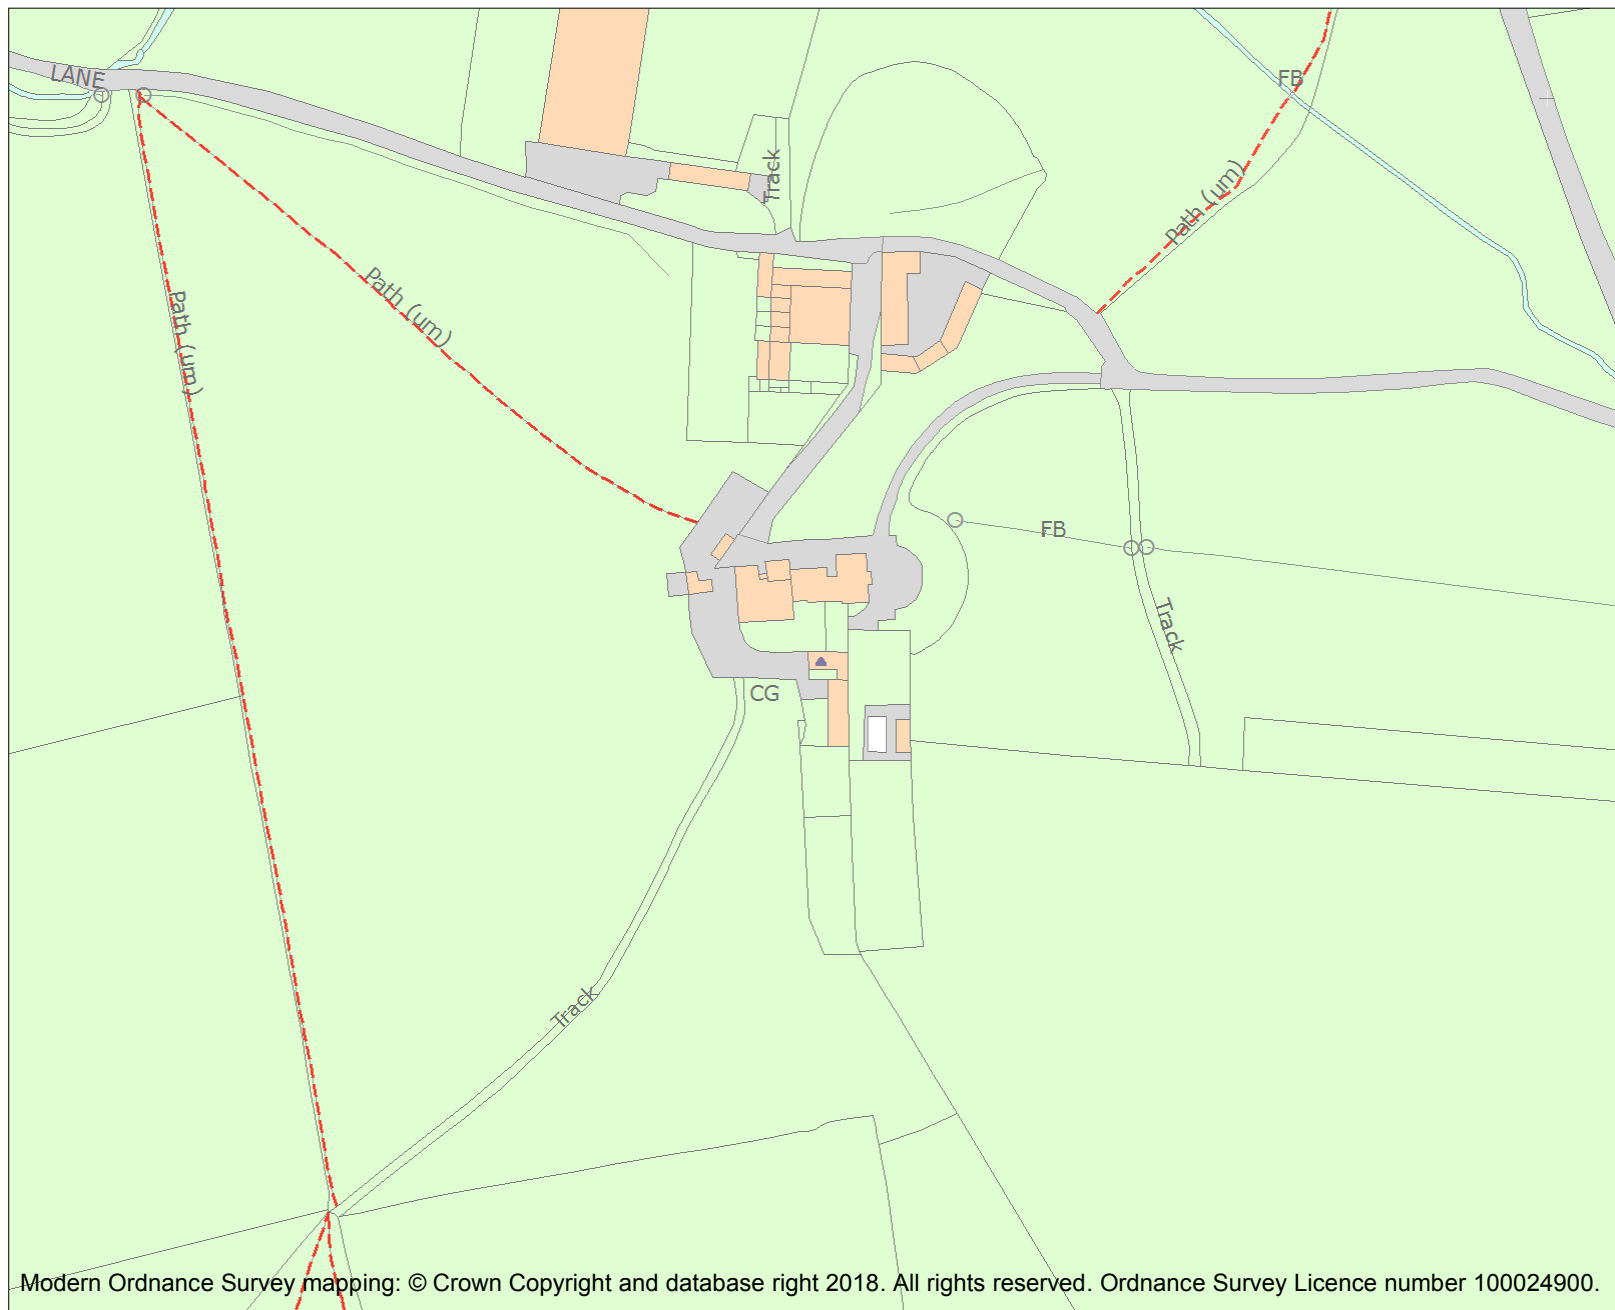 LANE
FB
Track
Path (um)
Path (um)
Path (um)
FB
Track
CG
Track
Modern Ordnance Survey mapping: © Crown Copyright and database right 2018. All rights reserved. Ordnance Survey Licence number 100024900.